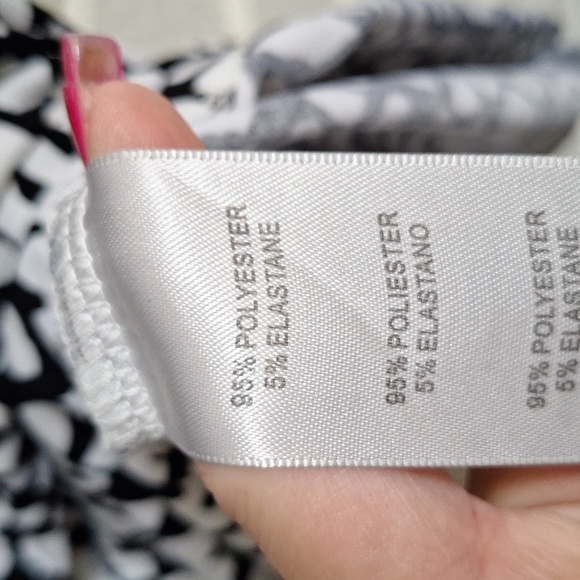 95% POLYESTER
5% ELASTANE
95% POLIESTER
5% ELASTANO
95% POLYESTER
5% ELASTANE